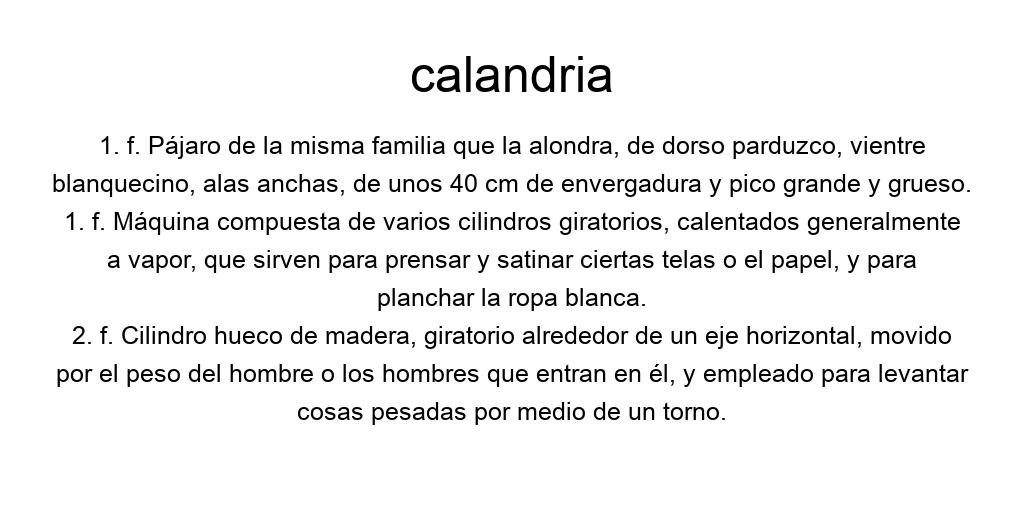 calandria
1. f. Pájaro de la misma familia que la alondra, de dorso parduzco, vientre
blanquecino, alas anchas, de unos 40 cm de envergadura y pico grande y grueso.
1. f. Máquina compuesta de varios cilindros giratorios, calentados generalmente
a vapor, que sirven para prensar y satinar ciertas telas o el papel, y para
planchar la ropa blanca.
2. f. Cilindro hueco de madera, giratorio alrededor de un eje horizontal, movido
por el peso del hombre o los hombres que entran en él, y empleado para levantar
cosas pesadas por medio de un torno.